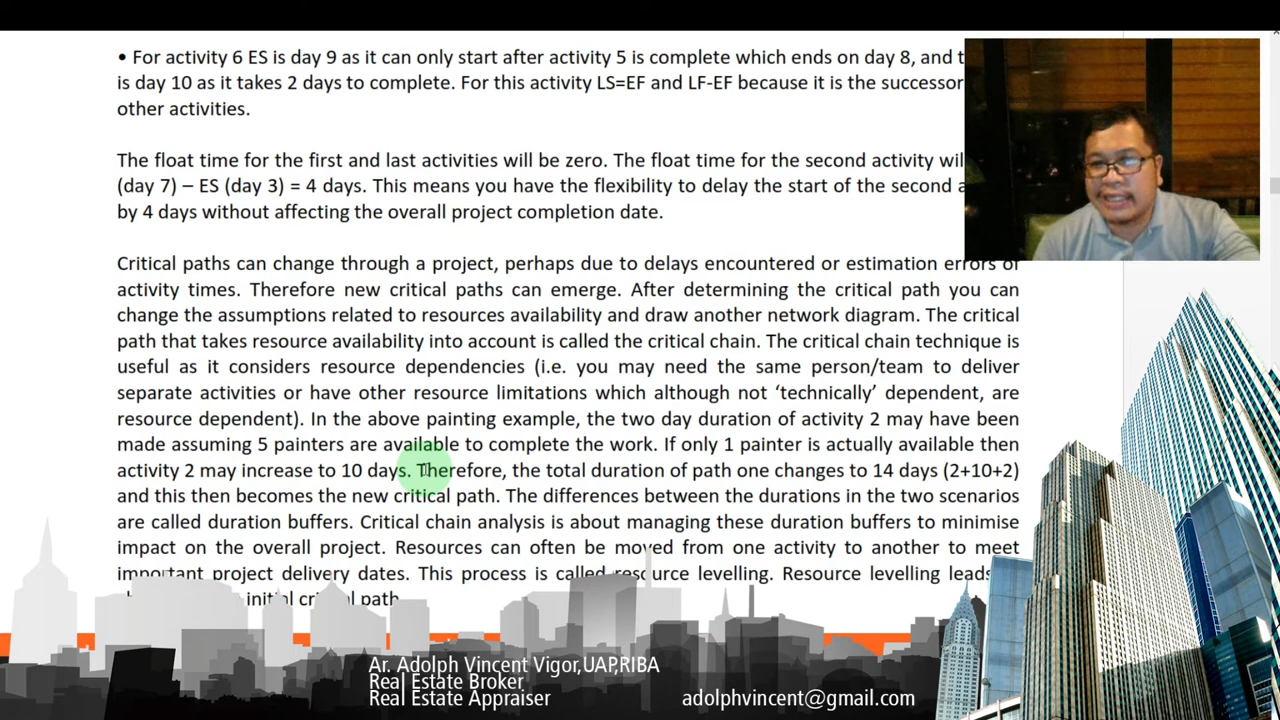 • For activity 6 ES is day 9 as it can only start after activity 5 is complete which ends on day 8, and
is day 10 as it takes 2 days to complete. For this activity LS=EF and LF-EF because it is the successor
other activities.
The float time for the first and last activities will be zero. The float time for the second activity
(day 7) – ES (day 3) = 4 days. This means you have the flexibility to delay the start of the second
by 4 days without affecting the overall project completion date.
Critical paths can change through a project, perhaps due to delays encountered or estimation errors of
activity times. Therefore new critical paths can emerge. After determining the critical path you can
change the assumptions related to resources availability and draw another network diagram. The critical
path that takes resource availability into account is called the critical chain. The critical chain technique is
useful as it considers resource dependencies (i.e. you may need the same person/team to deliver
separate activities or have other resource limitations which although not ‘technically’ dependent, are
resource dependent). In the above painting example, the two day duration of activity 2 may have been
made assuming 5 painters are available to complete the work. If only 1 painter is actually available then
activity 2 may increase to 10 days. Therefore, the total duration of path one changes to 14 days (2+10+2)
and this then becomes the new critical path. The differences between the durations in the two scenarios
are called duration buffers. Critical chain analysis is about managing these duration buffers to minimise
impact on the overall project. Resources can often be moved from one activity to another to meet
important project delivery dates. This process is called resource levelling. Resource levelling leads
initial critical path
Ar. Adolph Vincent Vigor,UAP,RIBA
Real Estate Broker
Real Estate Appraiser
adolphvincent@gmail.com